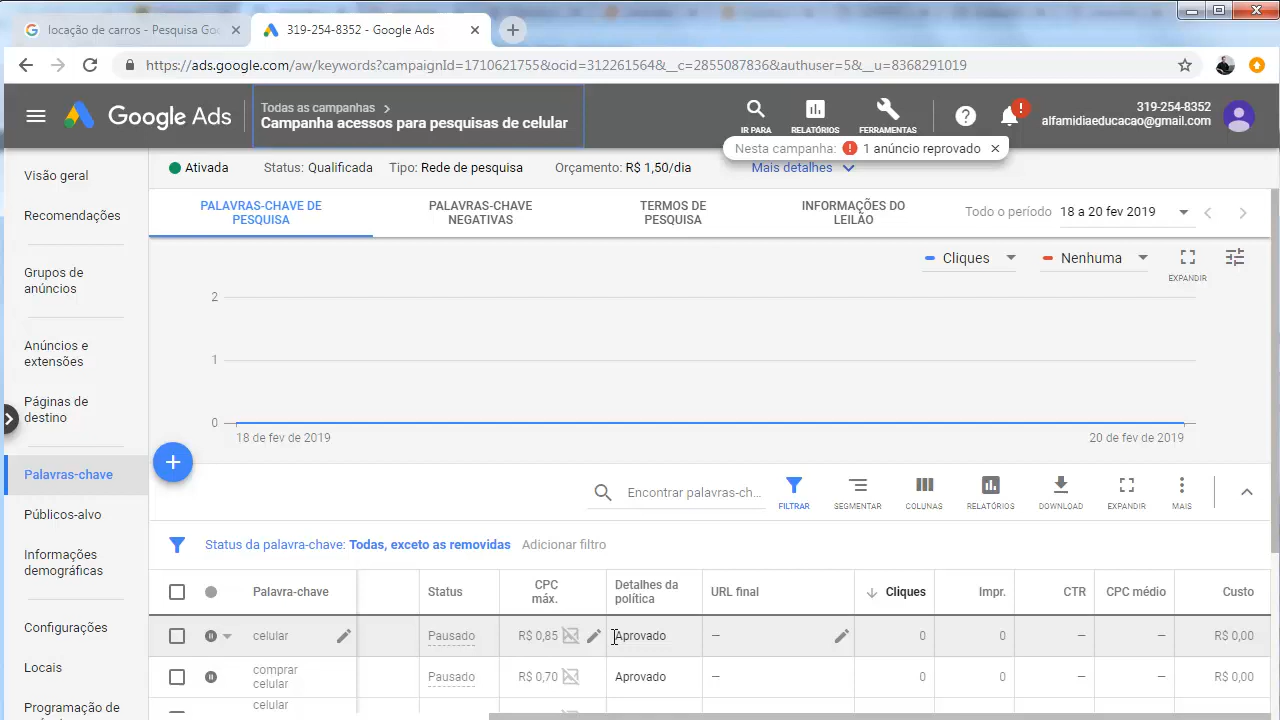 locação de carros - Pesquisa Go
319-254-8352 - Google Ads
https://ads.google.com/aw/keywords?campaignId=1710621755&ocid=312261564&__c=2855087836&authuser=5&__u=8368291019
Google Ads
Todas as campanhas
Campanha acessos para pesquisas de celular
IR PARA
RELATÓRIOS
FERRAMENTAS
319-254-8352
alfamidiaeducacao@gmail.com
Nesta campanha: 1 anúncio reprovado
Ativada
Status: Qualificada
Tipo: Rede de pesquisa
Orçamento: R$ 1,50/dia
Mais detalhes
Visão geral
Recomendações
Grupos de
anúncios
Anúncios e
extensões
Páginas de
destino
Palavras-chave
Públicos-alvo
Informações
demográficas
Configurações
Locais
Programação de
PALAVRAS-CHAVE DE
PESQUISA
PALAVRAS-CHAVE
NEGATIVAS
TERMOS DE
PESQUISA
INFORMAÇÕES DO
LEILÃO
Todo o período 18 a 20 fev 2019
Cliques
Nenhuma
EXPANDIR
2
1
0
18 de fev de 2019
20 de fev de 2019
Encontrar palavras-ch...
FILTRAR
SEGMENTAR
COLUNAS
RELATÓRIOS
DOWNLOAD
EXPANDIR
MAIS
Status da palavra-chave: Todas, exceto as removidas
Adicionar filtro
Palavra-chave
Status
CPC
máx.
Detalhes da
política
URL final
Cliques
Impr.
CTR
CPC médio
Custo
celular
Pausado
R$ 0,85
Aprovado
—
0
0
—
—
R$ 0,00
comprar
celular
Pausado
R$ 0,70
Aprovado
—
0
0
—
—
R$ 0,00
celular